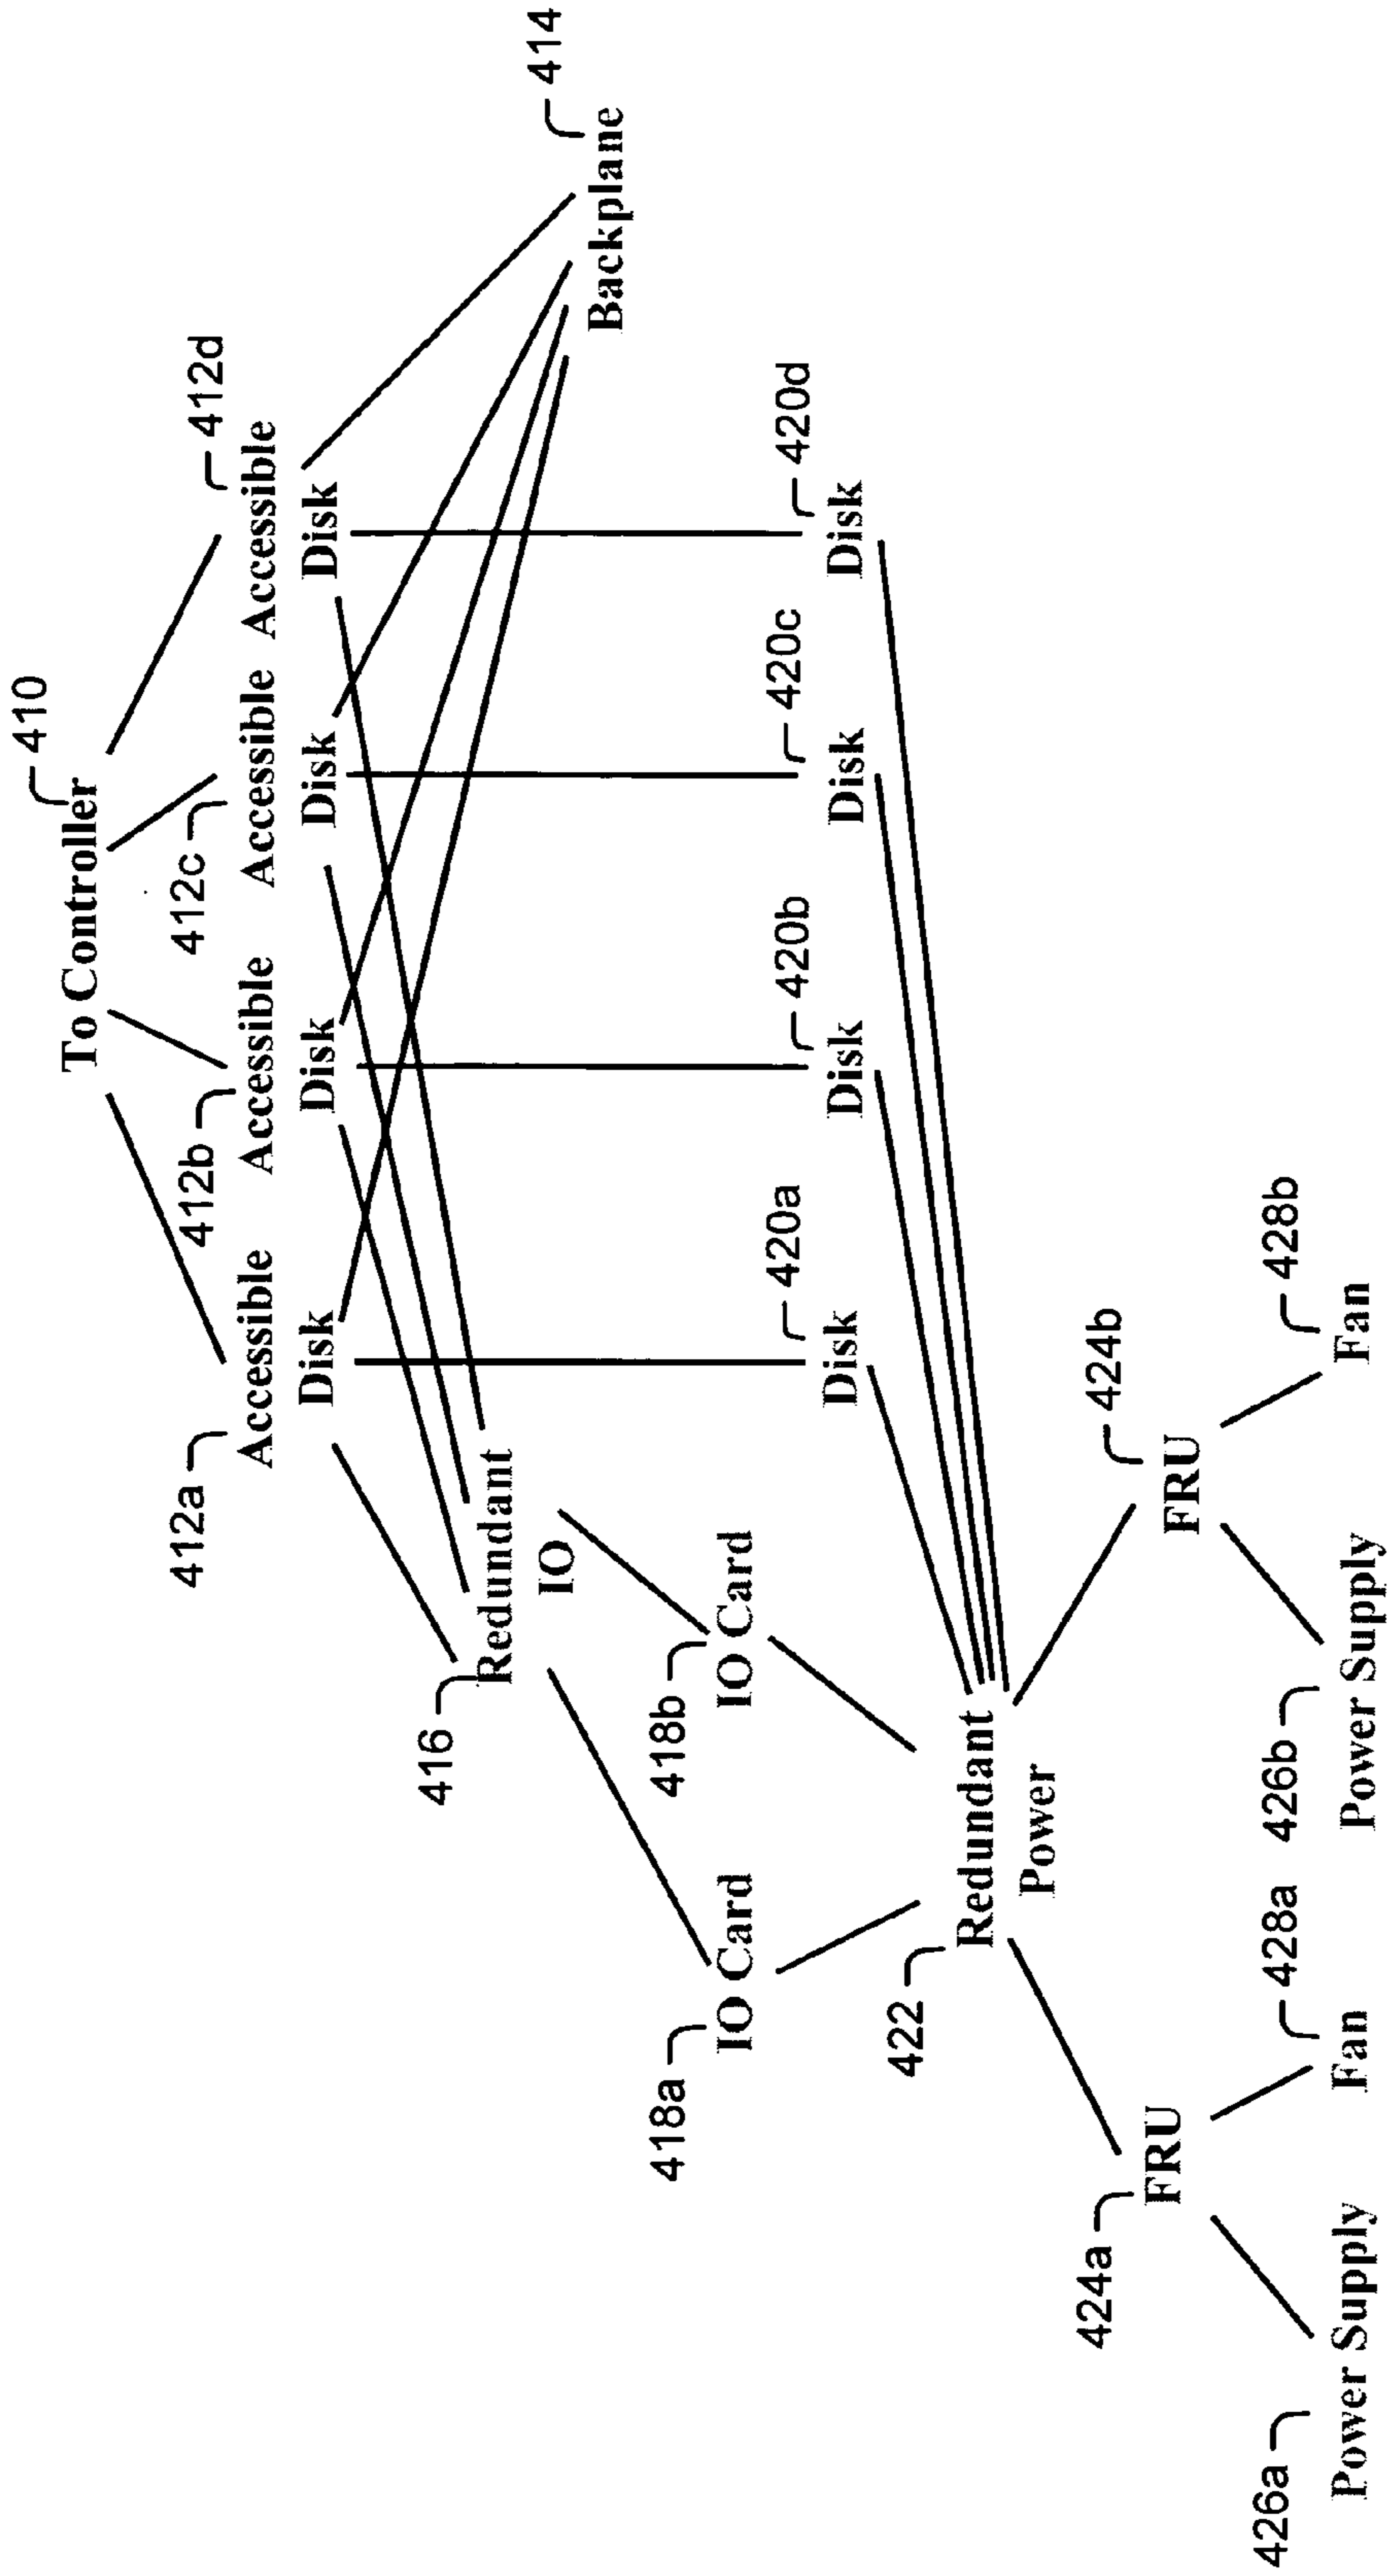 410
To Controller
412a
412b
412c
412d
Accessible Accessible Accessible Accessible
Disk Disk Disk Disk
414
Backplane
416
Redundant
IO
418a
IO Card
418b
IO Card
420a
Disk
420b
Disk
420c
Disk
420d
Disk
422
Redundant
Power
424a
FRU
424b
FRU
426a
Power Supply
428a
Fan
426b
Power Supply
428b
Fan